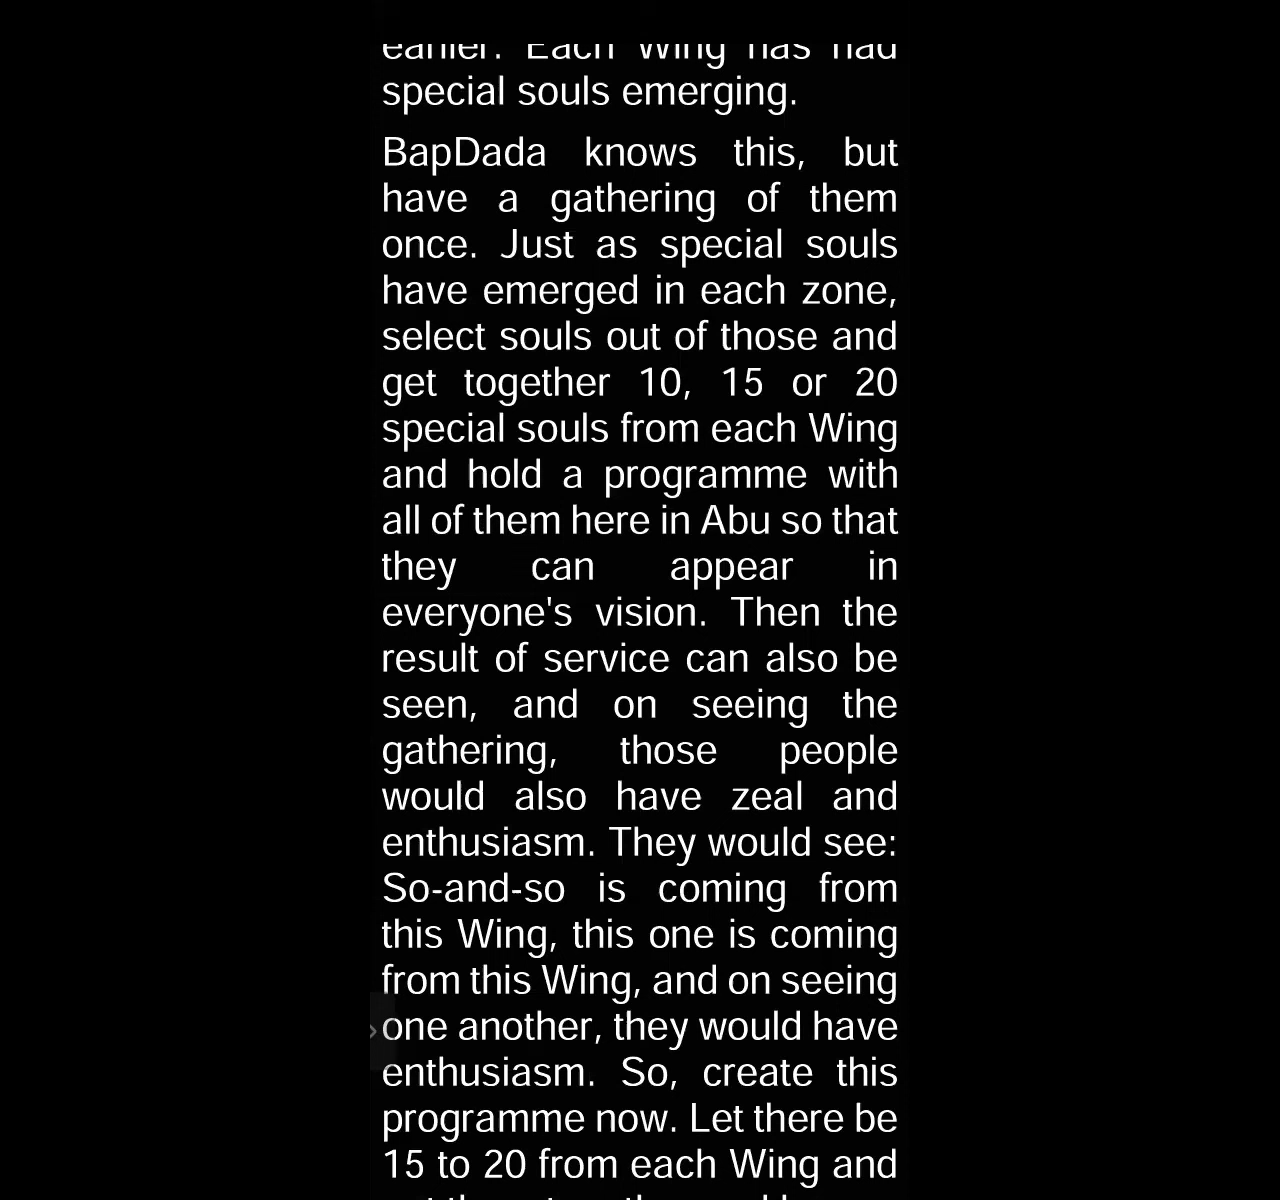 earlier. Each Wing has had
special souls emerging.
BapDada knows this, but
have a gathering of them
once. Just as special souls
have emerged in each zone,
select souls out of those and
get together 10, 15 or 20
special souls from each Wing
and hold a programme with
all of them here in Abu so that
they can appear in
everyone's vision. Then the
result of service can also be
seen, and on seeing the
gathering, those people
would also have zeal and
enthusiasm. They would see:
So-and-so is coming from
this Wing, this one is coming
from this Wing, and on seeing
one another, they would have
enthusiasm. So, create this
programme now. Let there be
15 to 20 from each Wing and